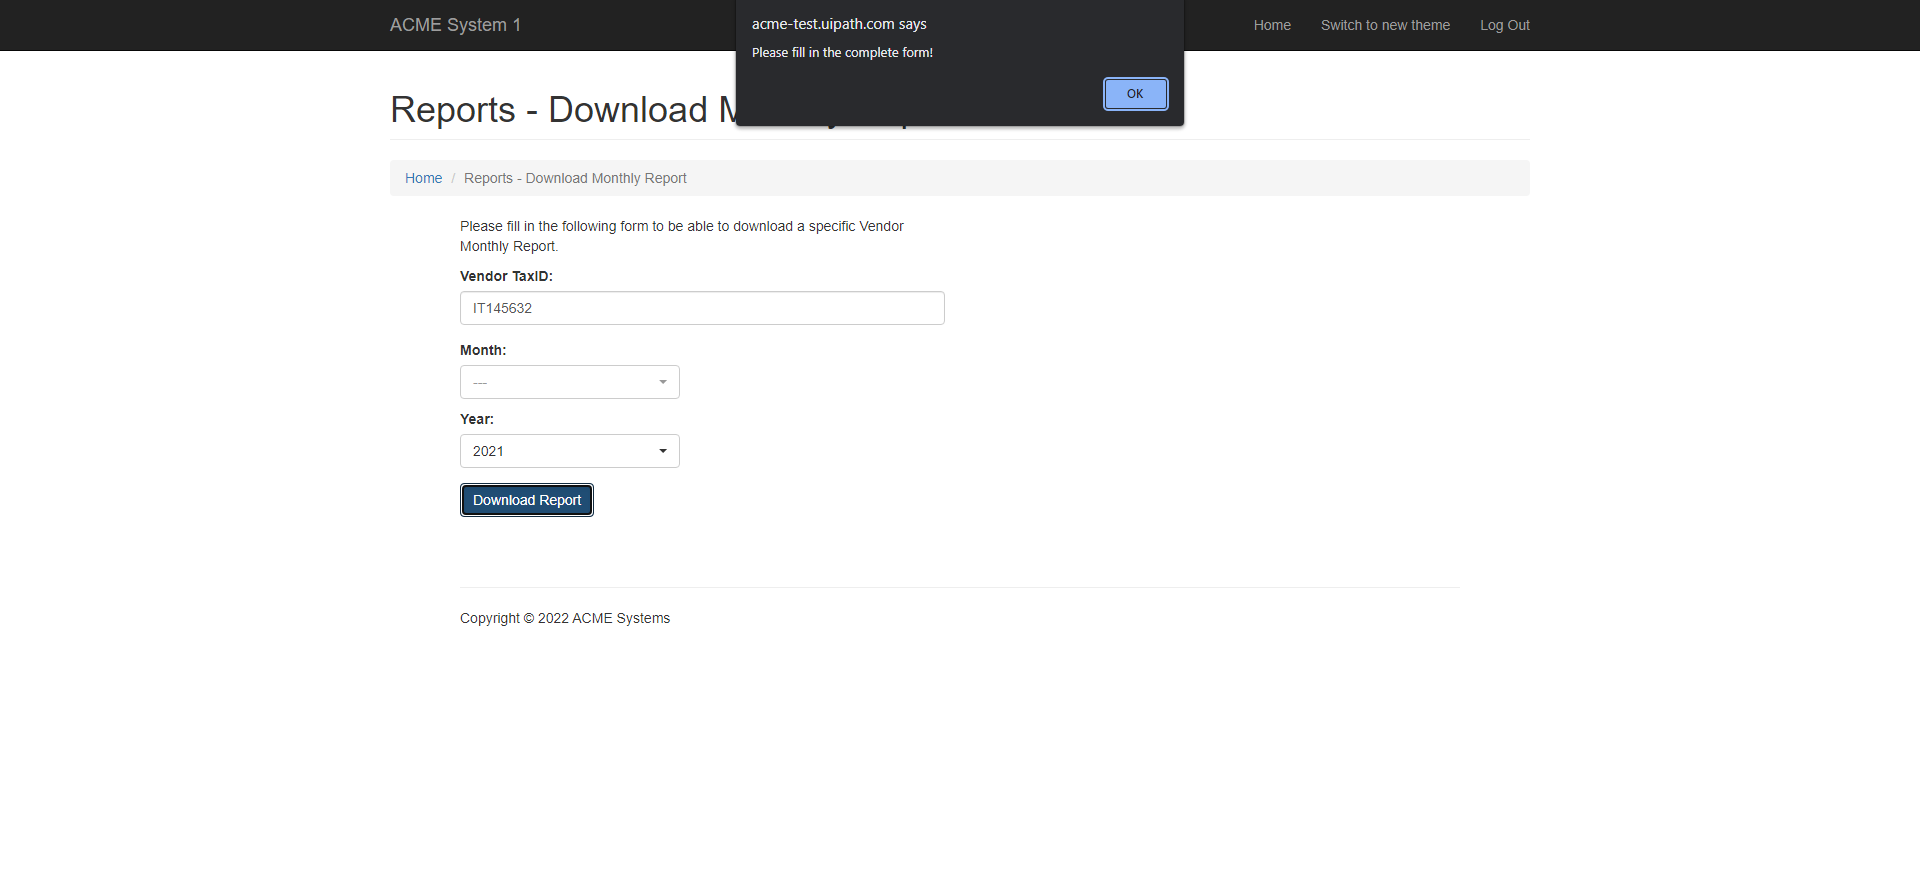 ACME System 1
Home
Switch to new theme
Log Out
acme-test.uipath.com says
Please fill in the complete form!
OK
Reports - Download
Home / Reports - Download Monthly Report
Please fill in the following form to be able to download a specific Vendor
Monthly Report.
Vendor TaxID:
IT145632
Month:
---
Year:
2021
Download Report
Copyright © 2022 ACME Systems